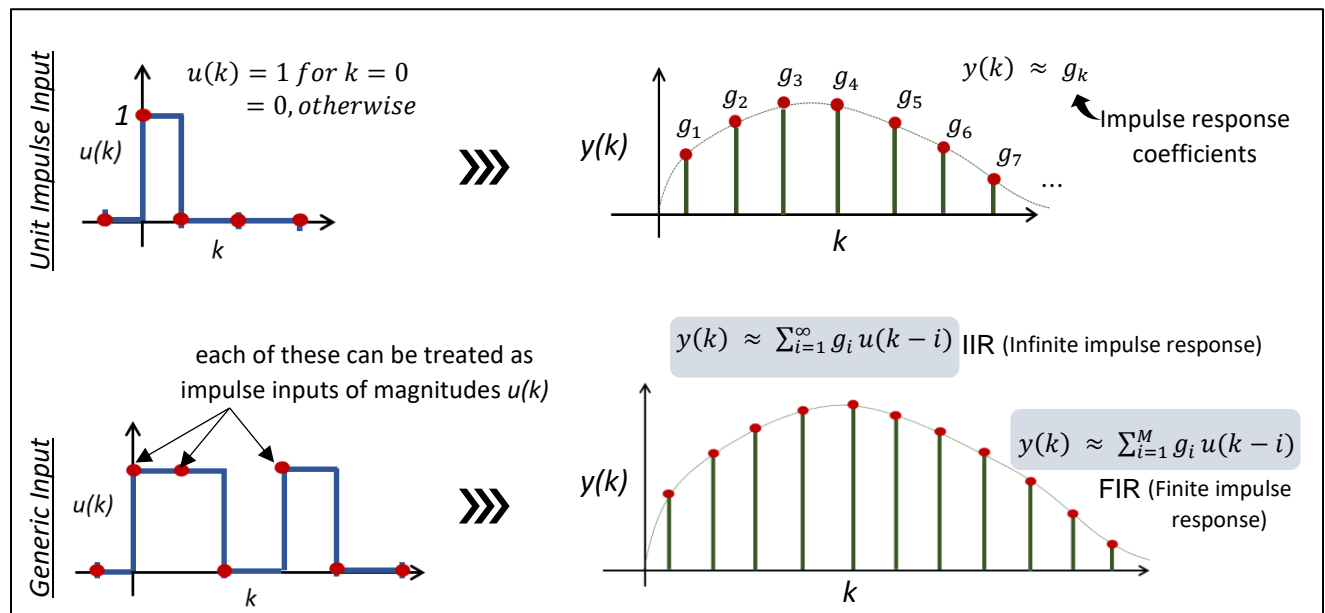 Unit Impulse Input
u(k) = 1 for k = 0
= 0, otherwise
1
u(k)
k
y(k)
g₁
g₂
g₃
g₄
g₅
g₆
g₇
...
k
y(k) ≈ gₖ
Impulse response
coefficients
Generic Input
each of these can be treated as
impulse inputs of magnitudes u(k)
u(k)
k
y(k) ≈ ∑_{i=1}^{∞} gᵢ u(k − i) IIR (Infinite impulse response)
y(k) ≈ ∑_{i=1}^{M} gᵢ u(k − i)
FIR (Finite impulse
response)
y(k)
k